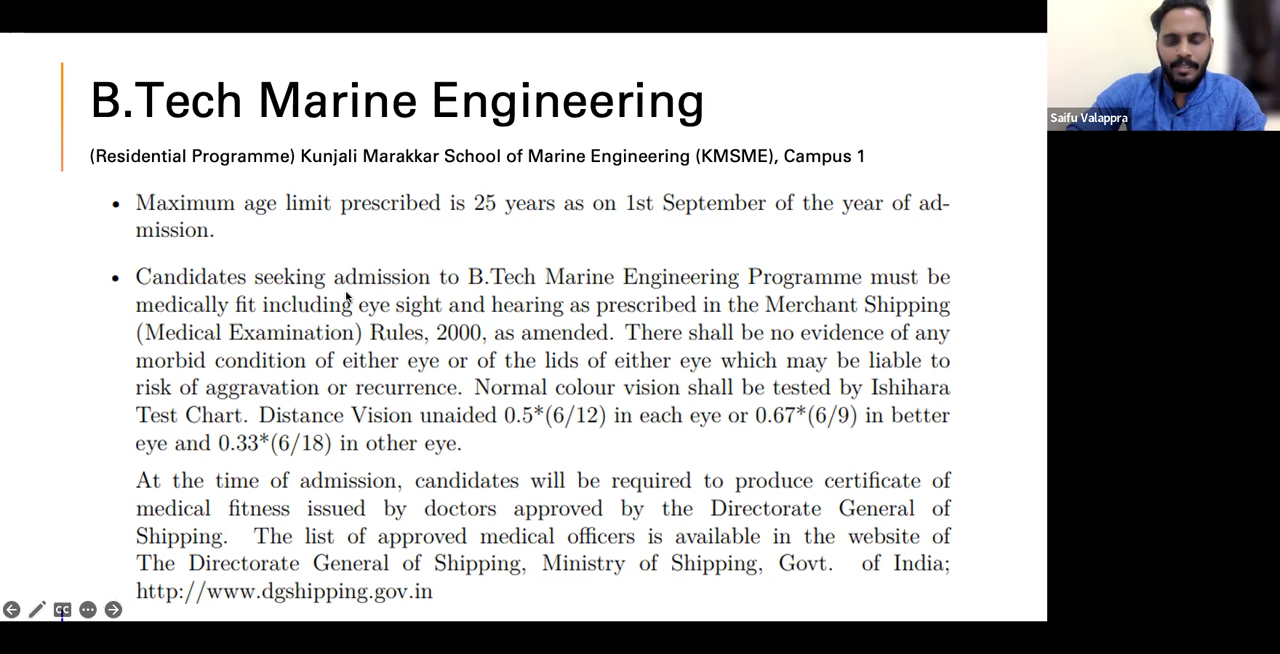 B.Tech Marine Engineering
(Residential Programme) Kunjali Marakkar School of Marine Engineering (KMSME), Campus 1
• Maximum age limit prescribed is 25 years as on 1st September of the year of ad-
mission.
• Candidates seeking admission to B.Tech Marine Engineering Programme must be
medically fit including eye sight and hearing as prescribed in the Merchant Shipping
(Medical Examination) Rules, 2000, as amended. There shall be no evidence of any
morbid condition of either eye or of the lids of either eye which may be liable to
risk of aggravation or recurrence. Normal colour vision shall be tested by Ishihara
Test Chart. Distance Vision unaided 0.5*(6/12) in each eye or 0.67*(6/9) in better
eye and 0.33*(6/18) in other eye.
At the time of admission, candidates will be required to produce certificate of
medical fitness issued by doctors approved by the Directorate General of
Shipping. The list of approved medical officers is available in the website of
The Directorate General of Shipping, Ministry of Shipping, Govt. of India;
http://www.dgshipping.gov.in
CC
Saifu Valappra